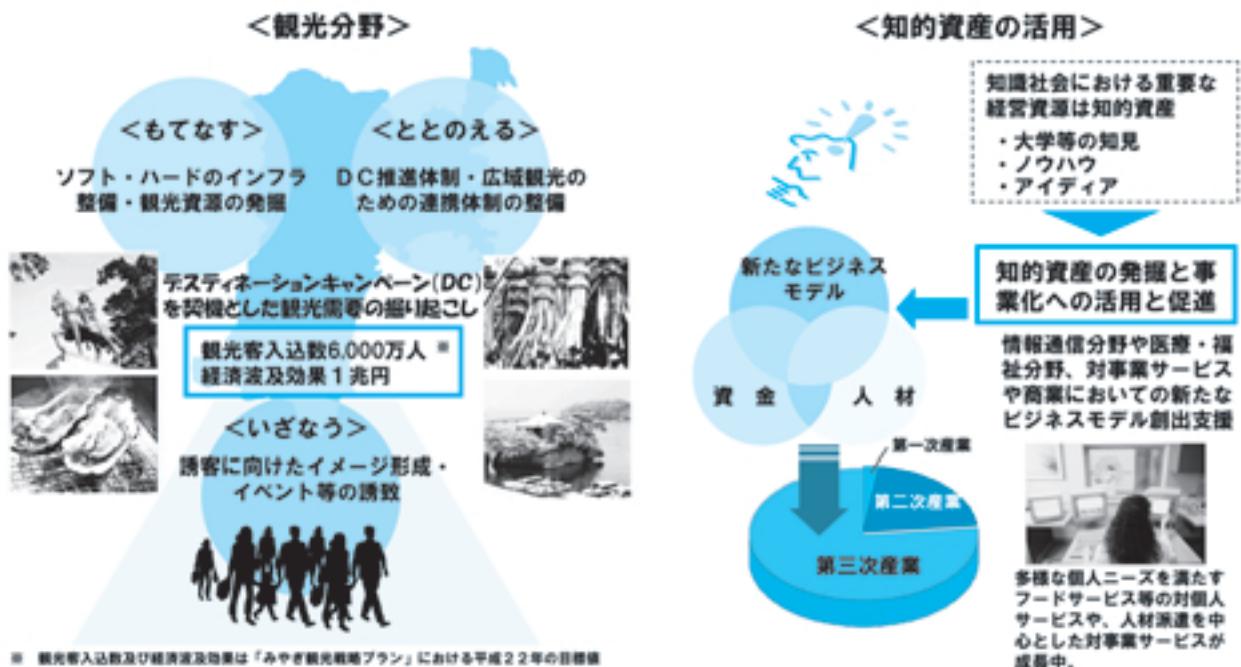 ＜観光分野＞
＜もてなす＞
ソフト・ハードのインフラ
整備・観光資源の発掘
＜ととのえる＞
ＤＣ推進体制・広域観光の
ための連携体制の整備
デスティネーションキャンペーン(DC)
を契機とした観光需要の掘り起こし
観光客入込数6,000万人 ※
経済波及効果１兆円
＜いざなう＞
誘客に向けたイメージ形成・
イベント等の誘致
※ 観光客入込数及び経済波及効果は「みやぎ観光戦略プラン」における平成２２年の目標値
＜知的資産の活用＞
知識社会における重要な
経営資源は知的資産
・大学等の知見
・ノウハウ
・アイディア
知的資産の発掘と事
業化への活用と促進
新たなビジネス
モデル
資 金
人 材
情報通信分野や医療・福
祉分野、対事業サービス
や商業においての新たな
ビジネスモデル創出支援
第一次産業
第二次産業
第三次産業
多様な個人ニーズを満たす
フードサービス等の対個人
サービスや、人材派遣を中
心とした対事業サービスが
成長中。